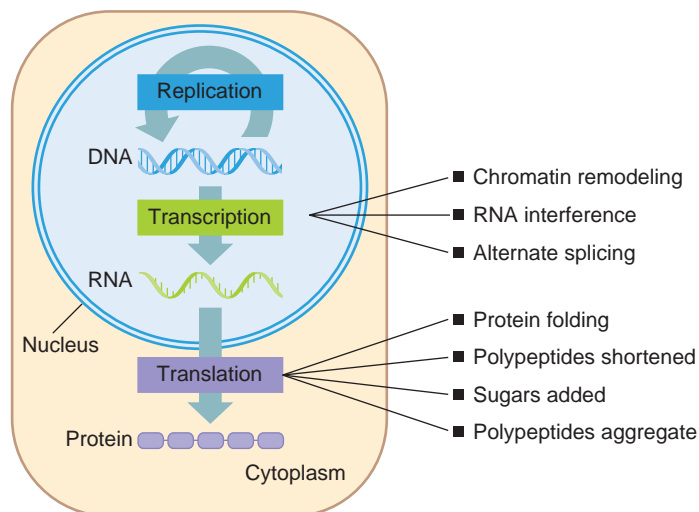 Replication
DNA
Transcription
RNA
Nucleus
Translation
Protein
Cytoplasm
■ Chromatin remodeling
■ RNA interference
■ Alternate splicing
■ Protein folding
■ Polypeptides shortened
■ Sugars added
■ Polypeptides aggregate